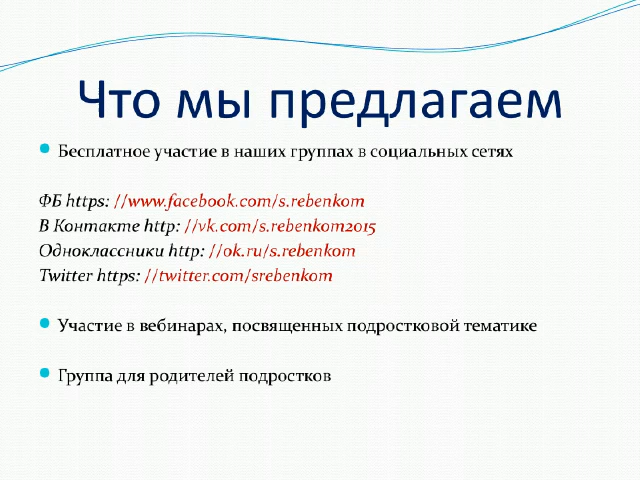 Что мы предлагаем
Бесплатное участие в наших группах в социальных сетях
ФБ https: //www.facebook.com/s.rebenkom
В Контакте http: //vk.com/s.rebenkom2015
Одноклассники http: //ok.ru/s.rebenkom
Twitter https: //twitter.com/srebenkom
Участие в вебинарах, посвященных подростковой тематике
Группа для родителей подростков